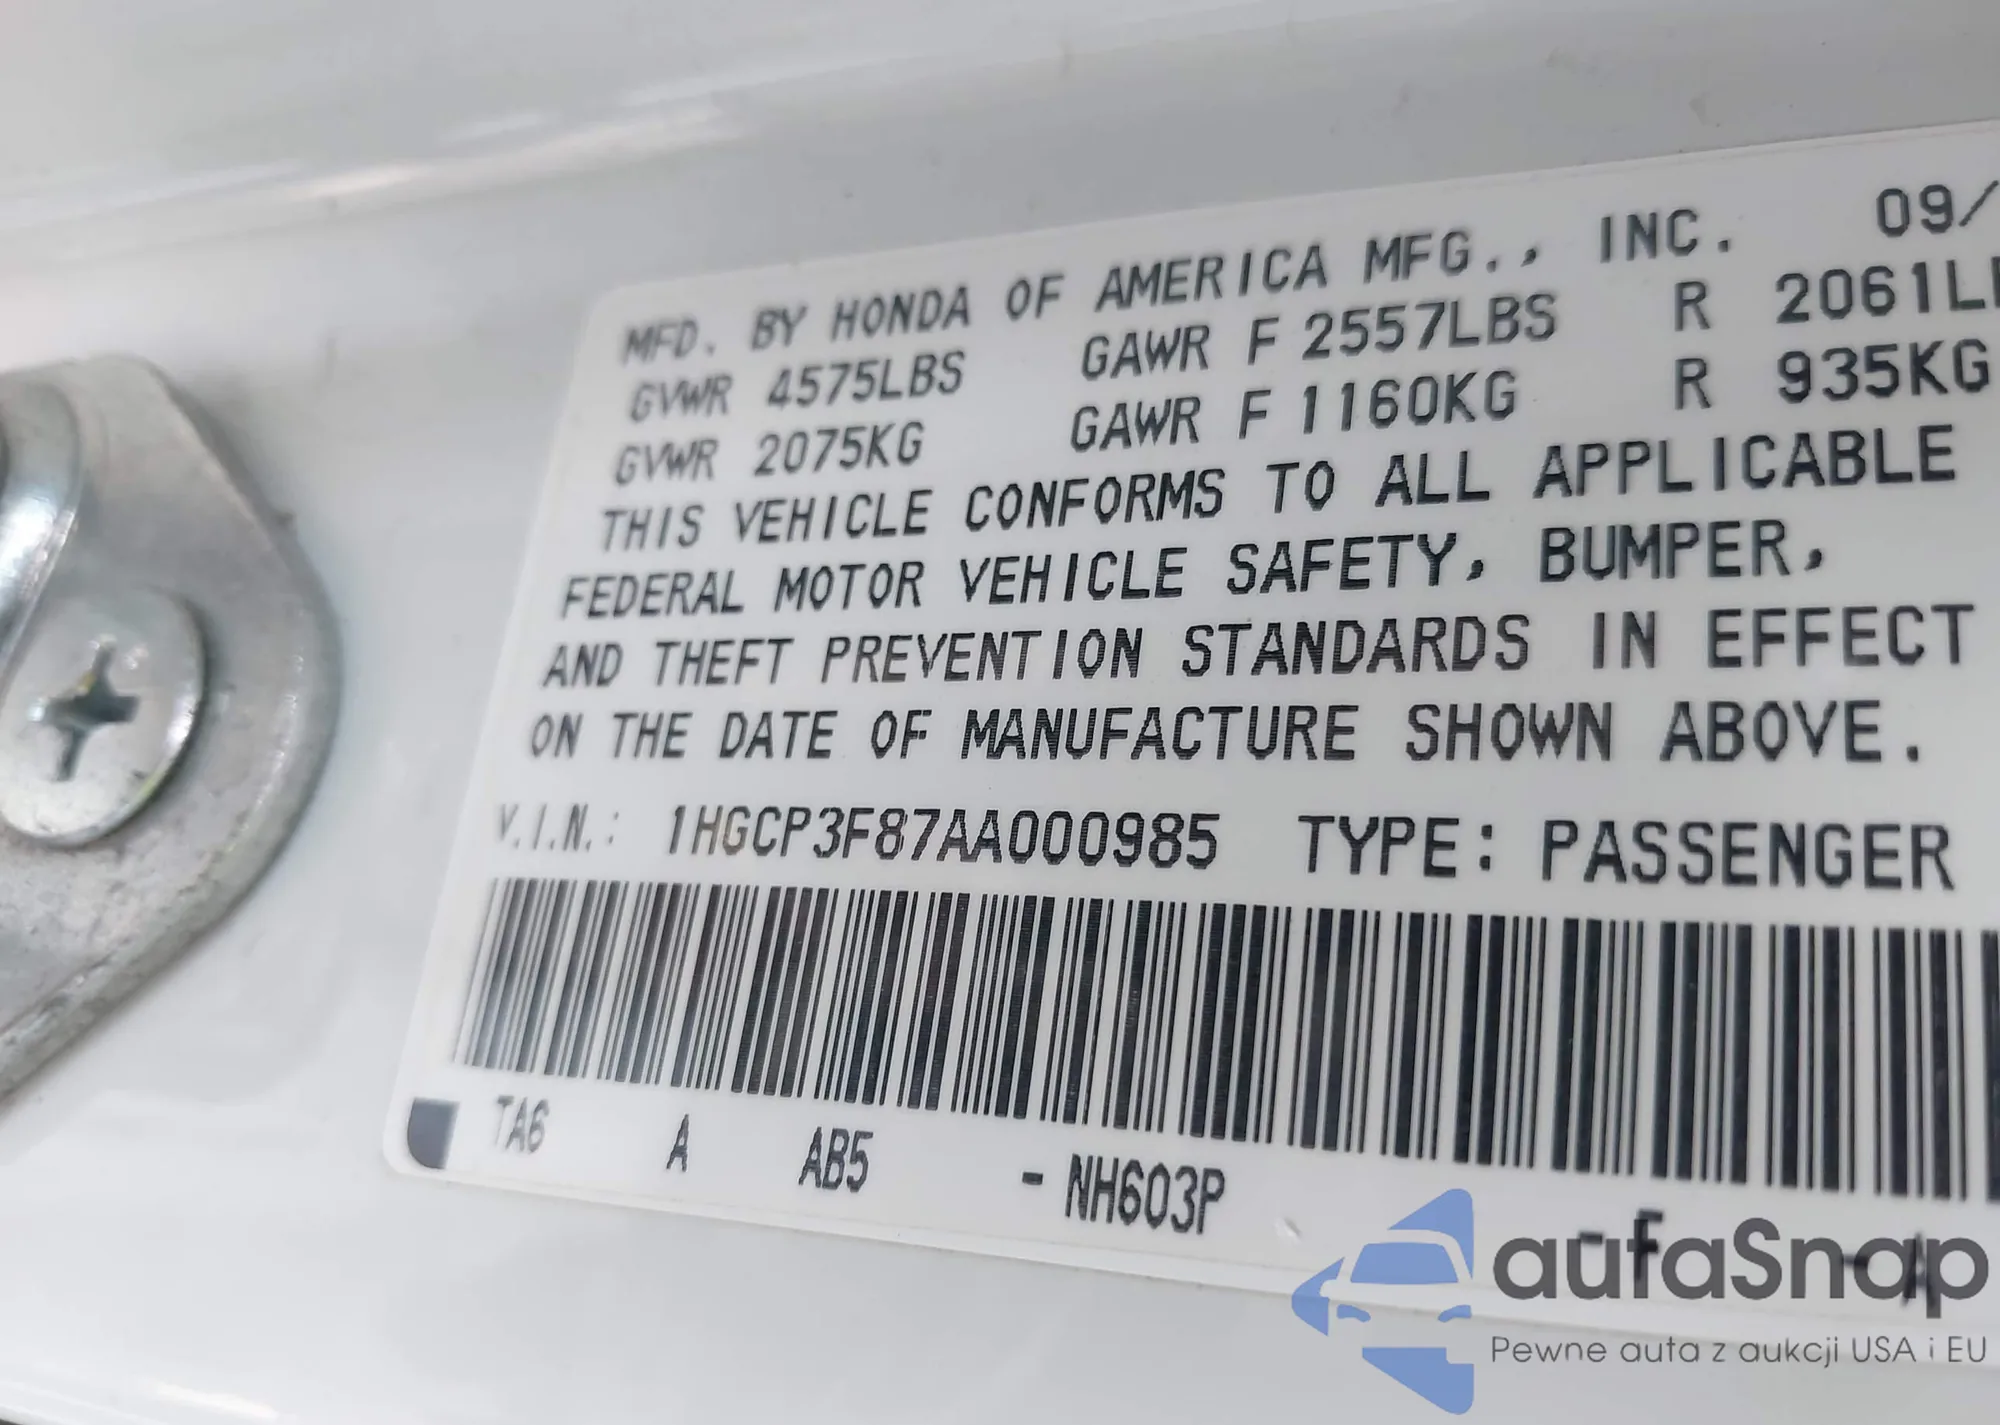 MFD. BY HONDA OF AMERICA MFG., INC. 09/
GVWR 4575LBS GAWR F 2557LBS R 2061L
GVWR 2075KG GAWR F 1160KG R 935KG
THIS VEHICLE CONFORMS TO ALL APPLICABLE
FEDERAL MOTOR VEHICLE SAFETY, BUMPER,
AND THEFT PREVENTION STANDARDS IN EFFECT
ON THE DATE OF MANUFACTURE SHOWN ABOVE.
V.I.N.: 1HGCP3F87AA000985 TYPE: PASSENGER
TA6 A AB5 - NH603P - F - A
aufaSnap
Pewne auta z aukcji USA i EU